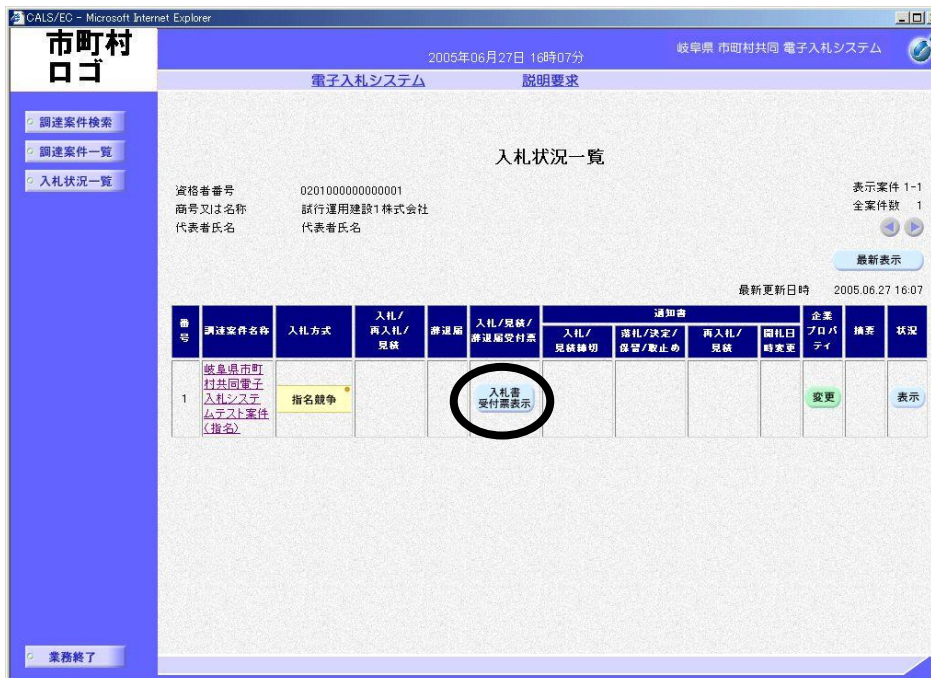 CALS/EC - Microsoft Internet Explorer
市町村
ロゴ
2005年06月27日 16時07分
岐阜県 市町村共同 電子入札システム
電子入札システム
説明要求
調達案件検索
調達案件一覧
入札状況一覧
入札状況一覧
資格者番号 0201000000000001
商号又は名称 試行運用建設1株式会社
代表者氏名 代表者氏名
表示案件 1-1
全案件数 1
最新表示
最新更新日時 2005.06.27 16:07
番号
調達案件名称
入札方式
入札/
再入札/
見積
辞退届
入札/見積/
辞退届受付票
通知書
入札/
見積締切
落札/決定/
保留/取止め
再入札/
見積
開札日
時変更
企業
プロパ
ティ
摘要
状況
1
岐阜県市町
村共同電子
入札システ
ムテスト案件
(指名)
指名競争
入札書
受付票表示
変更
表示
業務終了